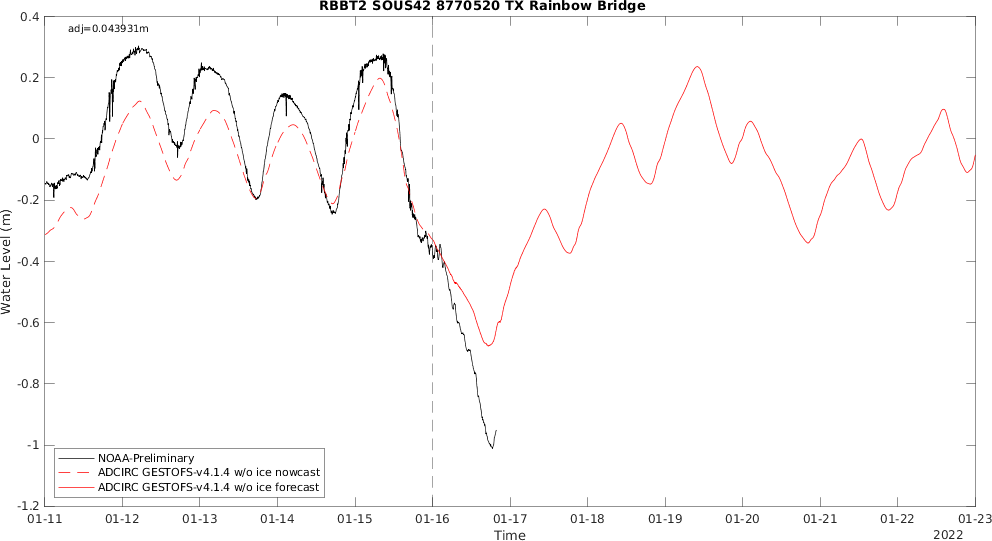 RBBT2 SOUS42 8770520 TX Rainbow Bridge
adj=0.043931m
0.4
0.2
0
-0.2
-0.4
-0.6
-0.8
-1
-1.2
Water Level (m)
NOAA-Preliminary
ADCIRC GESTOFS-v4.1.4 w/o ice nowcast
ADCIRC GESTOFS-v4.1.4 w/o ice forecast
01-11 01-12 01-13 01-14 01-15 01-16 01-17 01-18 01-19 01-20 01-21 01-22 01-23
Time
2022